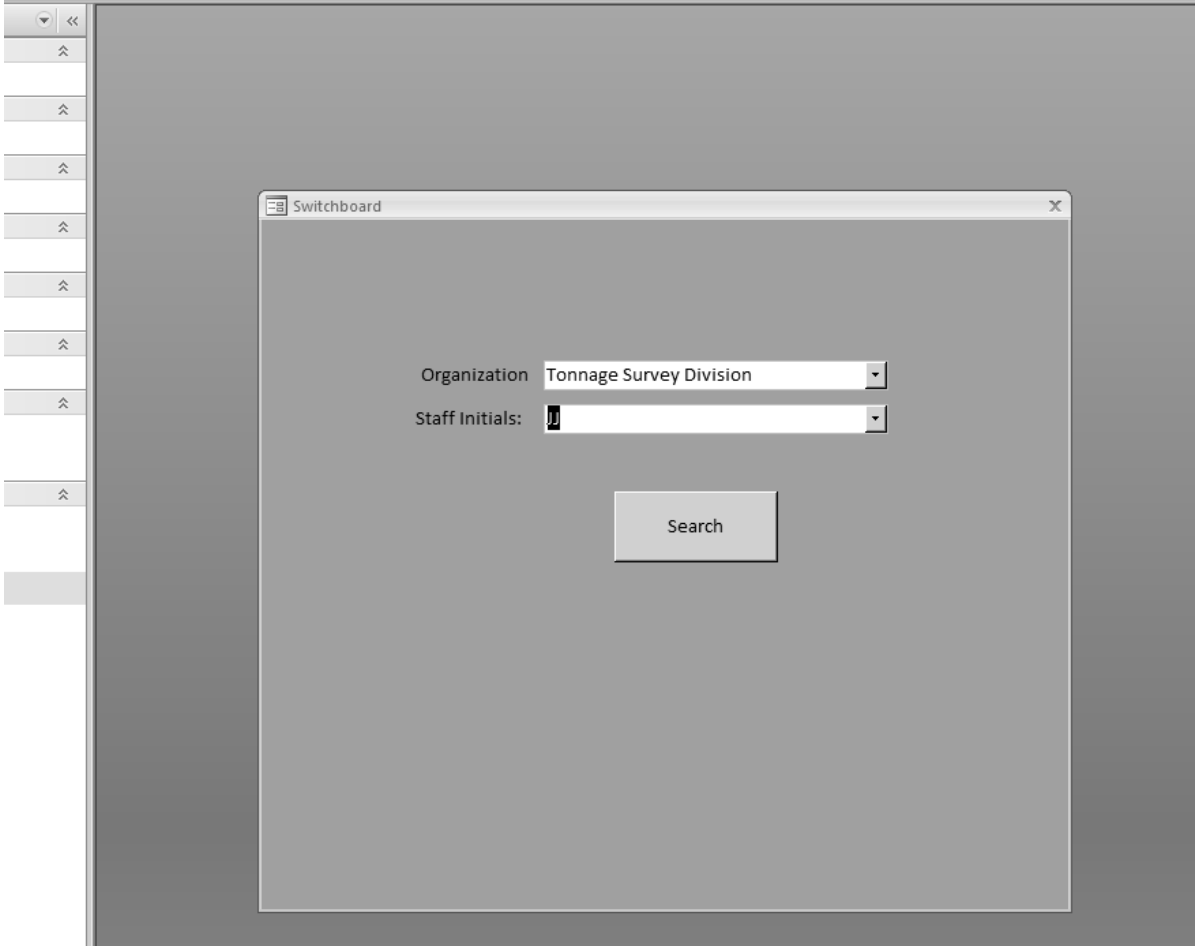 Switchboard
Organization Tonnage Survey Division
Staff Initials: JJ
Search